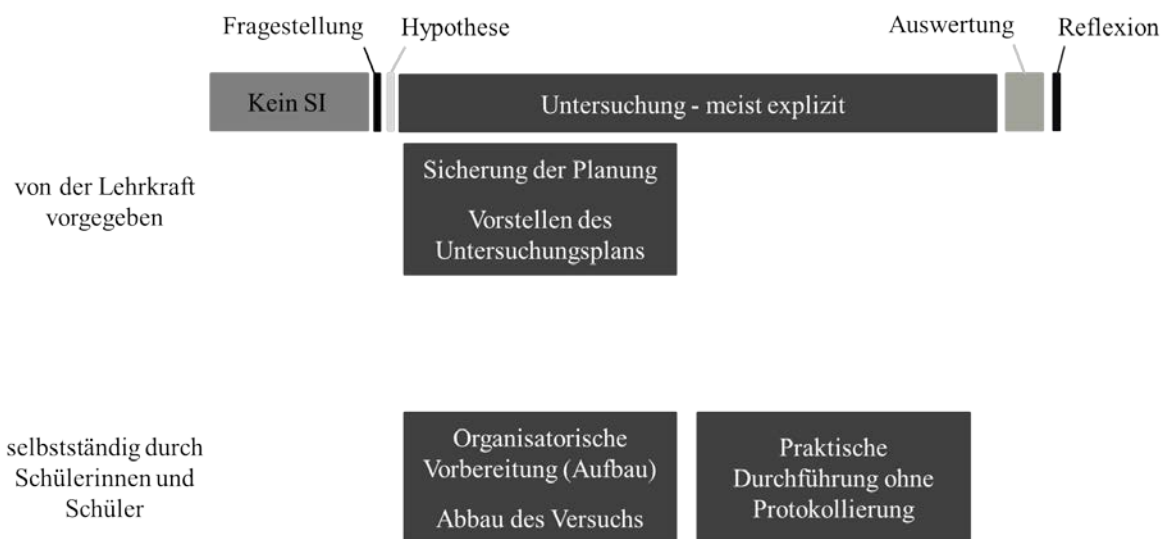 Fragestellung
Hypothese
Auswertung
Reflexion
Kein SI
Untersuchung - meist explizit
von der Lehrkraft
vorgegeben
Sicherung der Planung
Vorstellen des
Untersuchungsplans
selbstständig durch
Schülerinnen und
Schüler
Organisatorische
Vorbereitung (Aufbau)
Abbau des Versuchs
Praktische
Durchführung ohne
Protokollierung